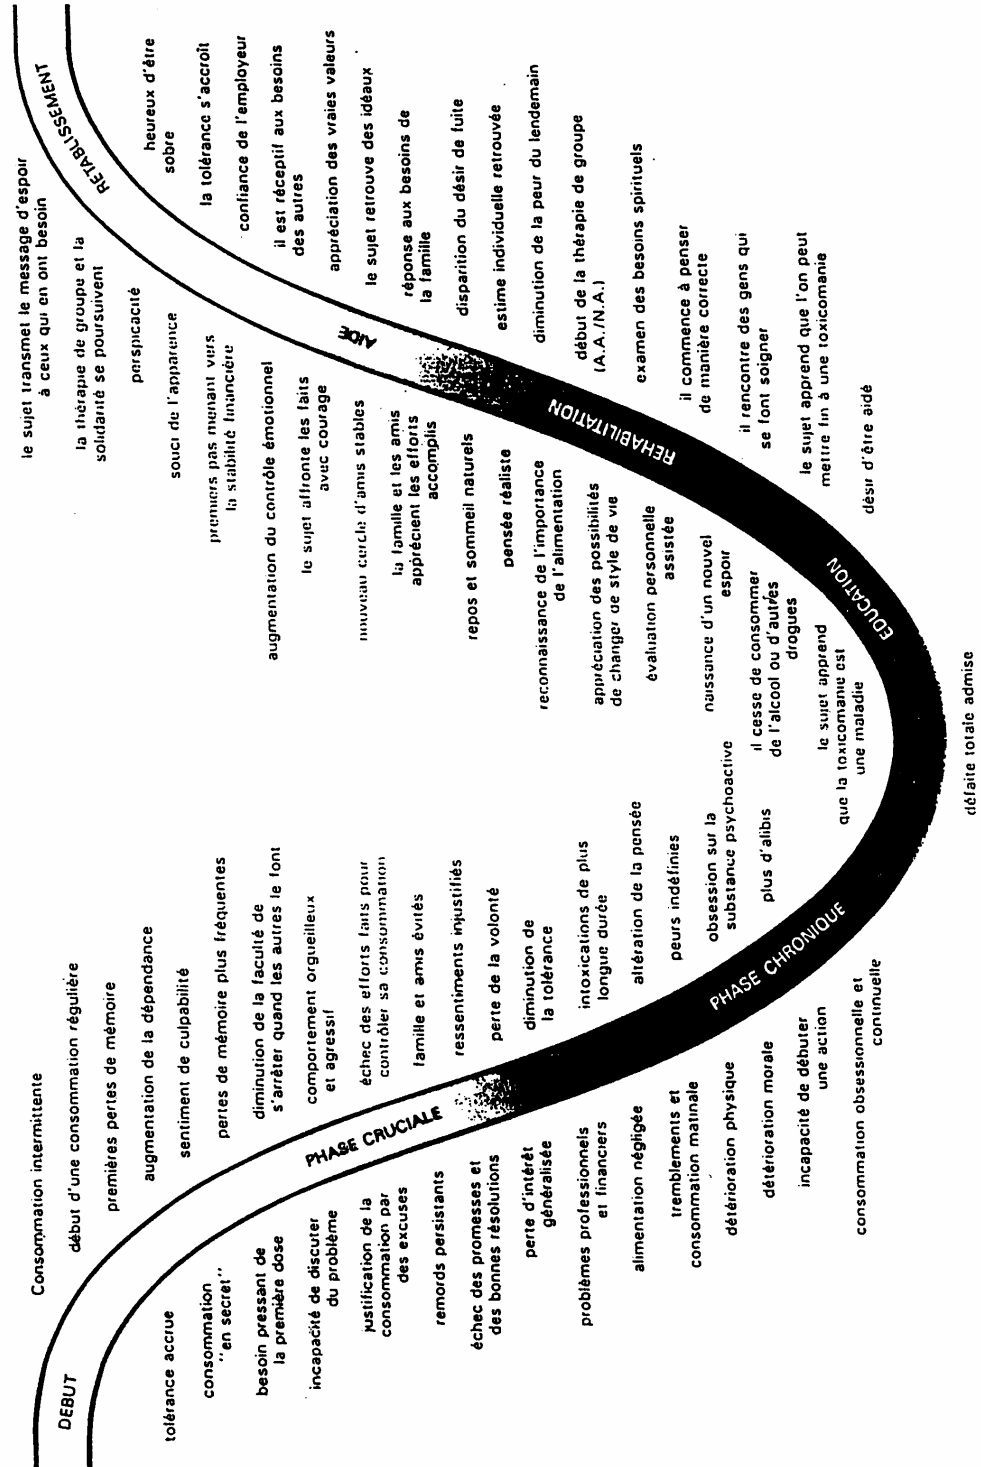 DEBUT
Consommation intermittente
début d'une consommation régulière
premières pertes de mémoire
augmentation de la dépendance
sentiment de culpabilité
pertes de mémoire plus fréquentes
diminution de la faculté de
s'arrêter quand les autres le font
comportement orgueilleux
et agressif
échec des efforts faits pour
contrôler sa consommation
famille et amis évités
ressentiments injustifiés
perte de la volonté
diminution de
la tolérance
intoxications de plus
longue durée
altération de la pensée
peurs indéfinies
obsession sur la
substance psychoactive
plus d'alibis
tolérance accrue
consommation
"en secret"
besoin pressant de
la première dose
incapacité de discuter
du problème
justification de la
consommation par
des excuses
remords persistants
échec des promesses et
des bonnes résolutions
perte d'intérêt
généralisée
problèmes professionnels
et financiers
alimentation négligée
tremblements et
consommation matinale
détérioration physique
détérioration morale
incapacité de débuter
une action
consommation obsessionnelle et
continuelle
PHASE CRUCIALE
PHASE CHRONIQUE
défaite totale admise
EDUCATION
REHABILITATION
AIDE
RETABLISSEMENT
le sujet transmet le message d'espoir
à ceux qui en ont besoin
la thérapie de groupe et la
solidarité se poursuivent
perspicacité
souci de l'apparence
premiers pas menant vers
la stabilité financière
augmentation du contrôle émotionnel
le sujet affronte les faits
avec courage
nouveau cercle d'amis stables
la famille et les amis
apprécient les efforts
accomplis
repos et sommeil naturels
pensée réaliste
reconnaissance de l'importance
de l'alimentation
appréciation des possibilités
de changer de style de vie
évaluation personnelle
assistée
naissance d'un nouvel
espoir
il cesse de consommer
de l'alcool ou d'autres
drogues
le sujet apprend
que la toxicomanie est
une maladie
heureux d'être
sobre
la tolérance s'accroît
confiance de l'employeur
il est réceptif aux besoins
des autres
appréciation des vraies valeurs
le sujet retrouve des idéaux
réponse aux besoins de
la famille
disparition du désir de fuite
estime individuelle retrouvée
diminution de la peur du lendemain
début de la thérapie de groupe
(A.A./N.A.)
examen des besoins spirituels
il commence à penser
de manière correcte
il rencontre des gens qui
se font soigner
le sujet apprend que l'on peut
mettre fin à une toxicomanie
désir d'être aidé